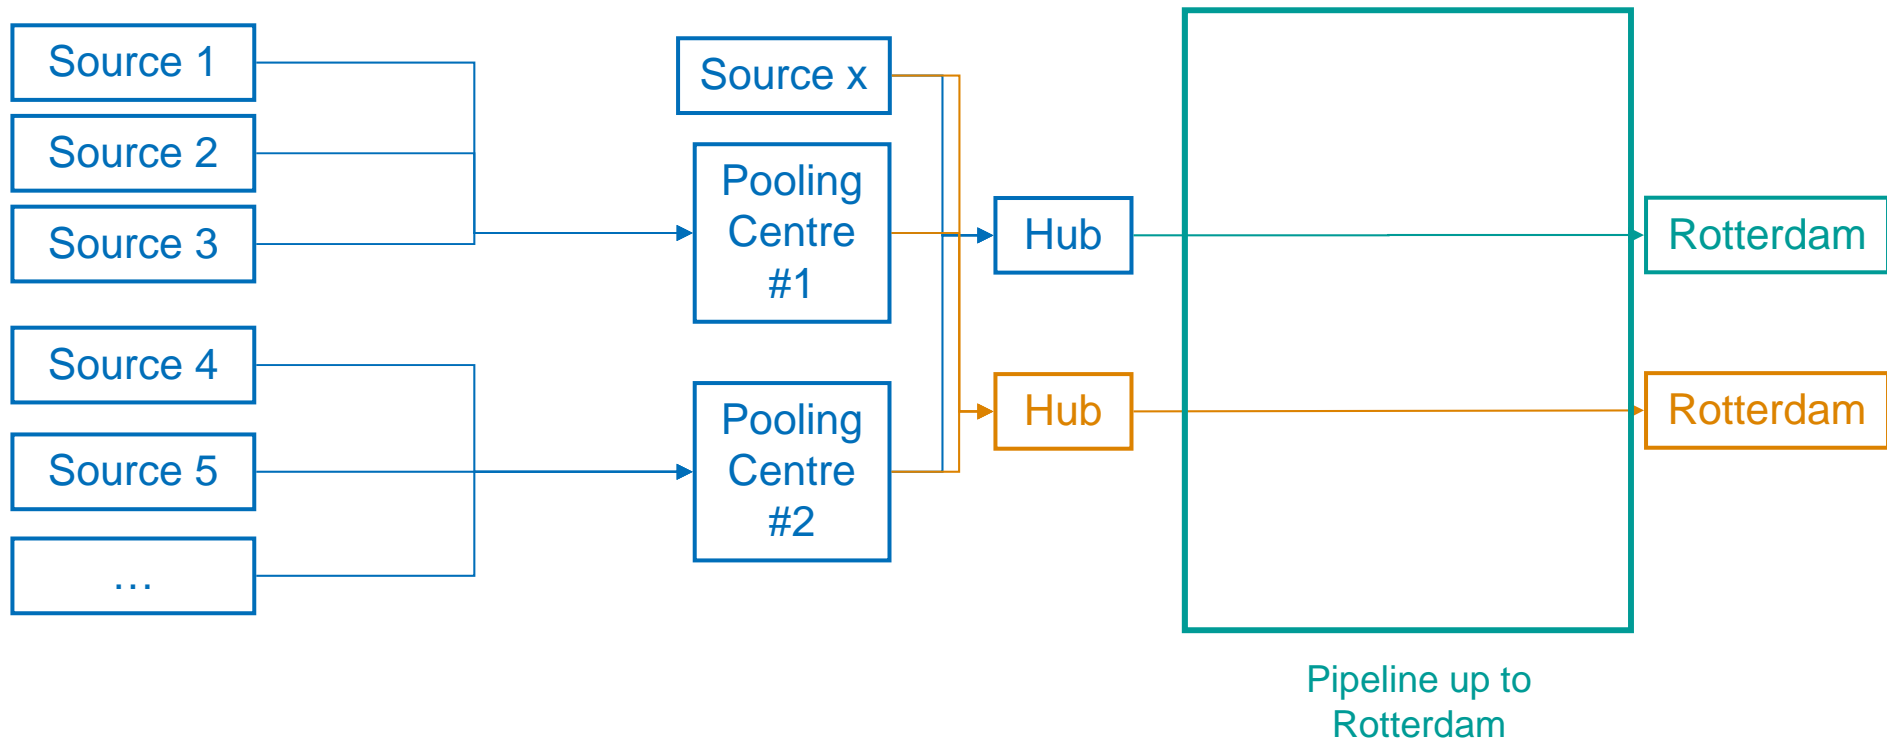 Source 1
Source 2
Source 3
Source 4
Source 5
…
Source x
Pooling
Centre
#1
Pooling
Centre
#2
Hub
Hub
Rotterdam
Rotterdam
Pipeline up to
Rotterdam